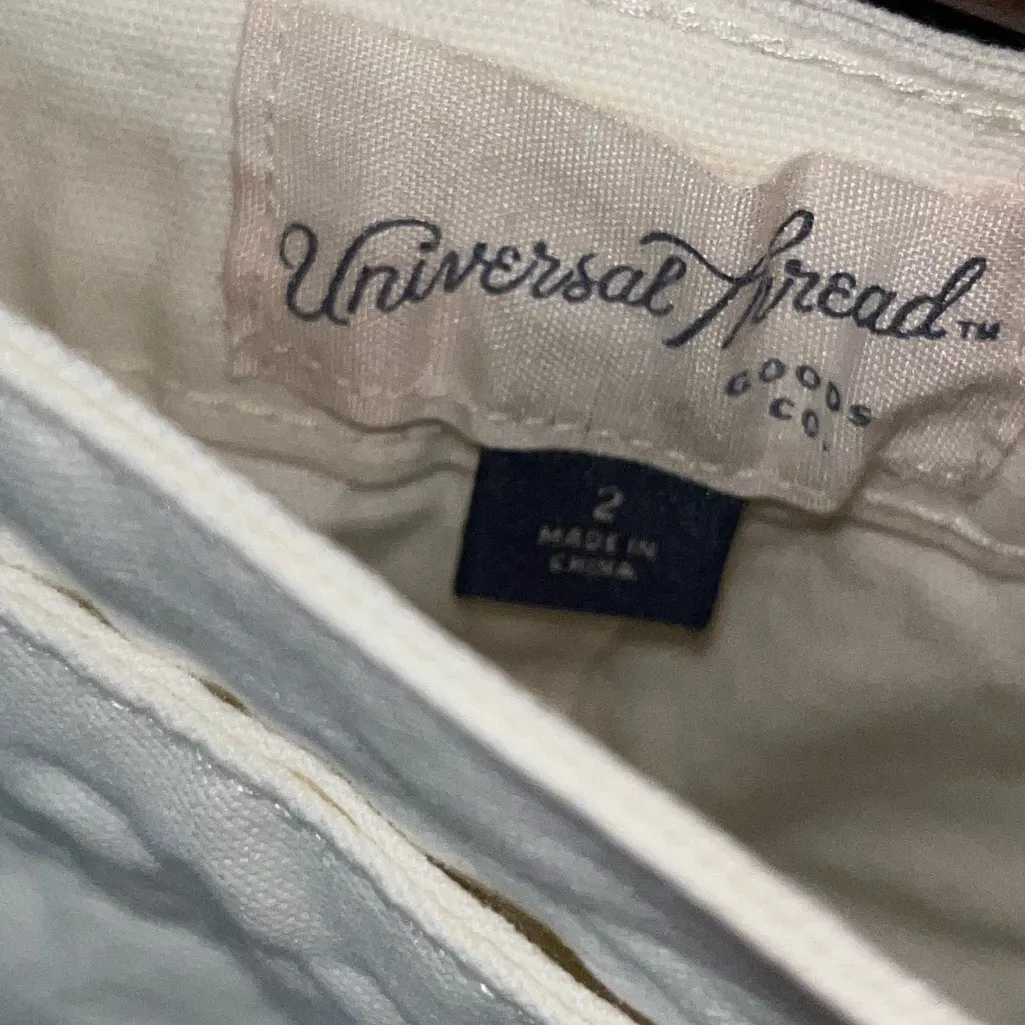 Universal Thread™
GOODS
CO.
2
MADE IN
CHINA